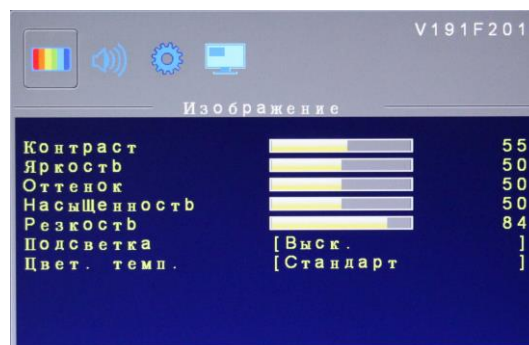 V191F201
Изображение
Контраст 55
Яркость 50
Оттенок 50
НасыЩенность 50
Резкость 84
Подсветка [Выск. ]
Цвет. темп. [Стандарт ]